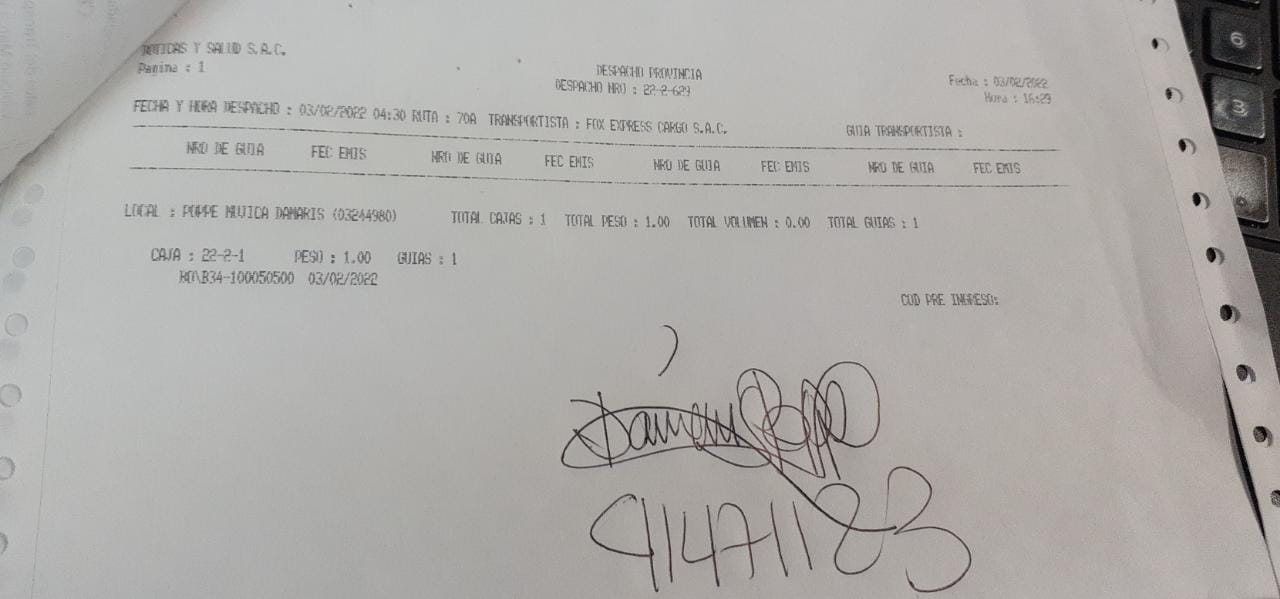 Y SALUD S.A.C.
Pagina : 1
DESPACHO PROVINCIA
DESPACHO NRO : 22-2-629
Fecha : 03/02/2022
Hora : 16:29
FECHA Y HORA DESPACHO : 03/02/2022 04:30 RUTA : 70A TRANSPORTISTA : FOX EXPRESS CARGO S.A.C. GUIA TRANSPORTISTA :
NRO DE GUIA FEC EMIS NRO DE GUIA FEC EMIS NRO DE GUIA FEC EMIS NRO DE GUIA FEC EMIS
LOCAL : POPPE MUJICA DAMARIS (03244980) TOTAL CAJAS : 1 TOTAL PESO : 1.00 TOTAL VOLUMEN : 0.00 TOTAL GUIAS : 1
CAJA : 22-2-1 PESO : 1.00 GUIAS : 1
BO\B34-100050500 03/02/2022
COD PRE INGRESO:
6
3